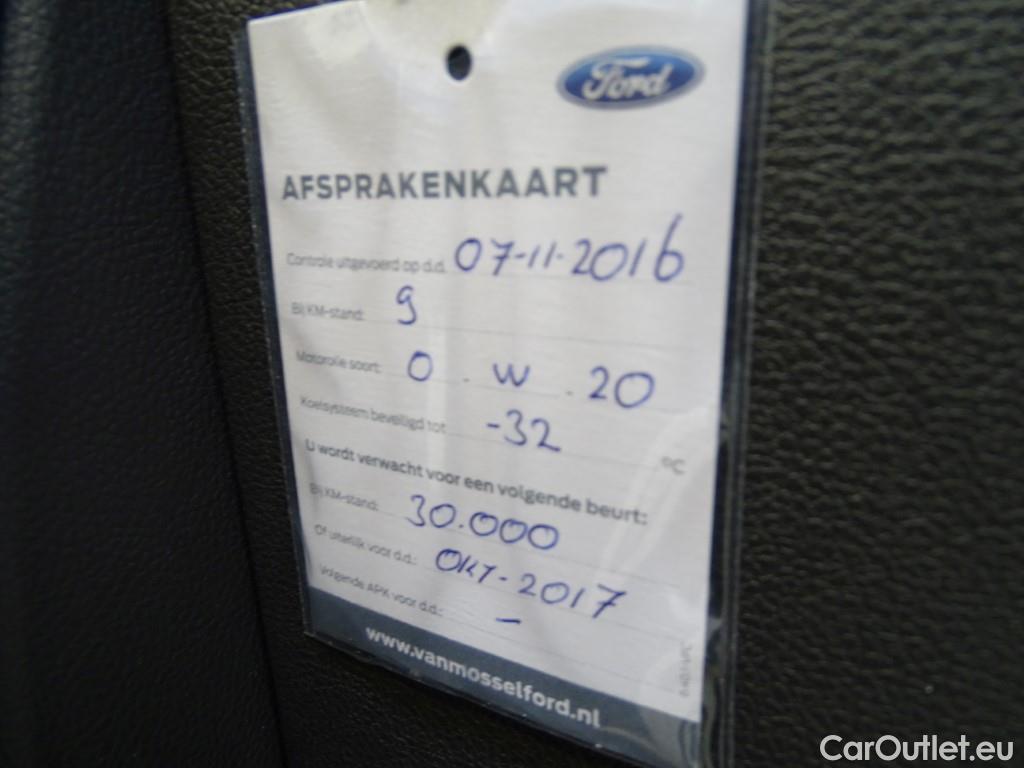 Ford
AFSPRAKENKAART
Controle uitgevoerd op d.d. 07-11-2016
Bij KM-stand: 9
Motorolie soort: 0 . W . 20
Koelsysteem beveiligd tot -32 °C
U wordt verwacht voor een volgende beurt:
Bij KM-stand: 30.000
Of uiterlijk voor d.d.: OKT-2017
Volgende APK voor d.d.: -
www.vanmosselford.nl
CarOutlet.eu